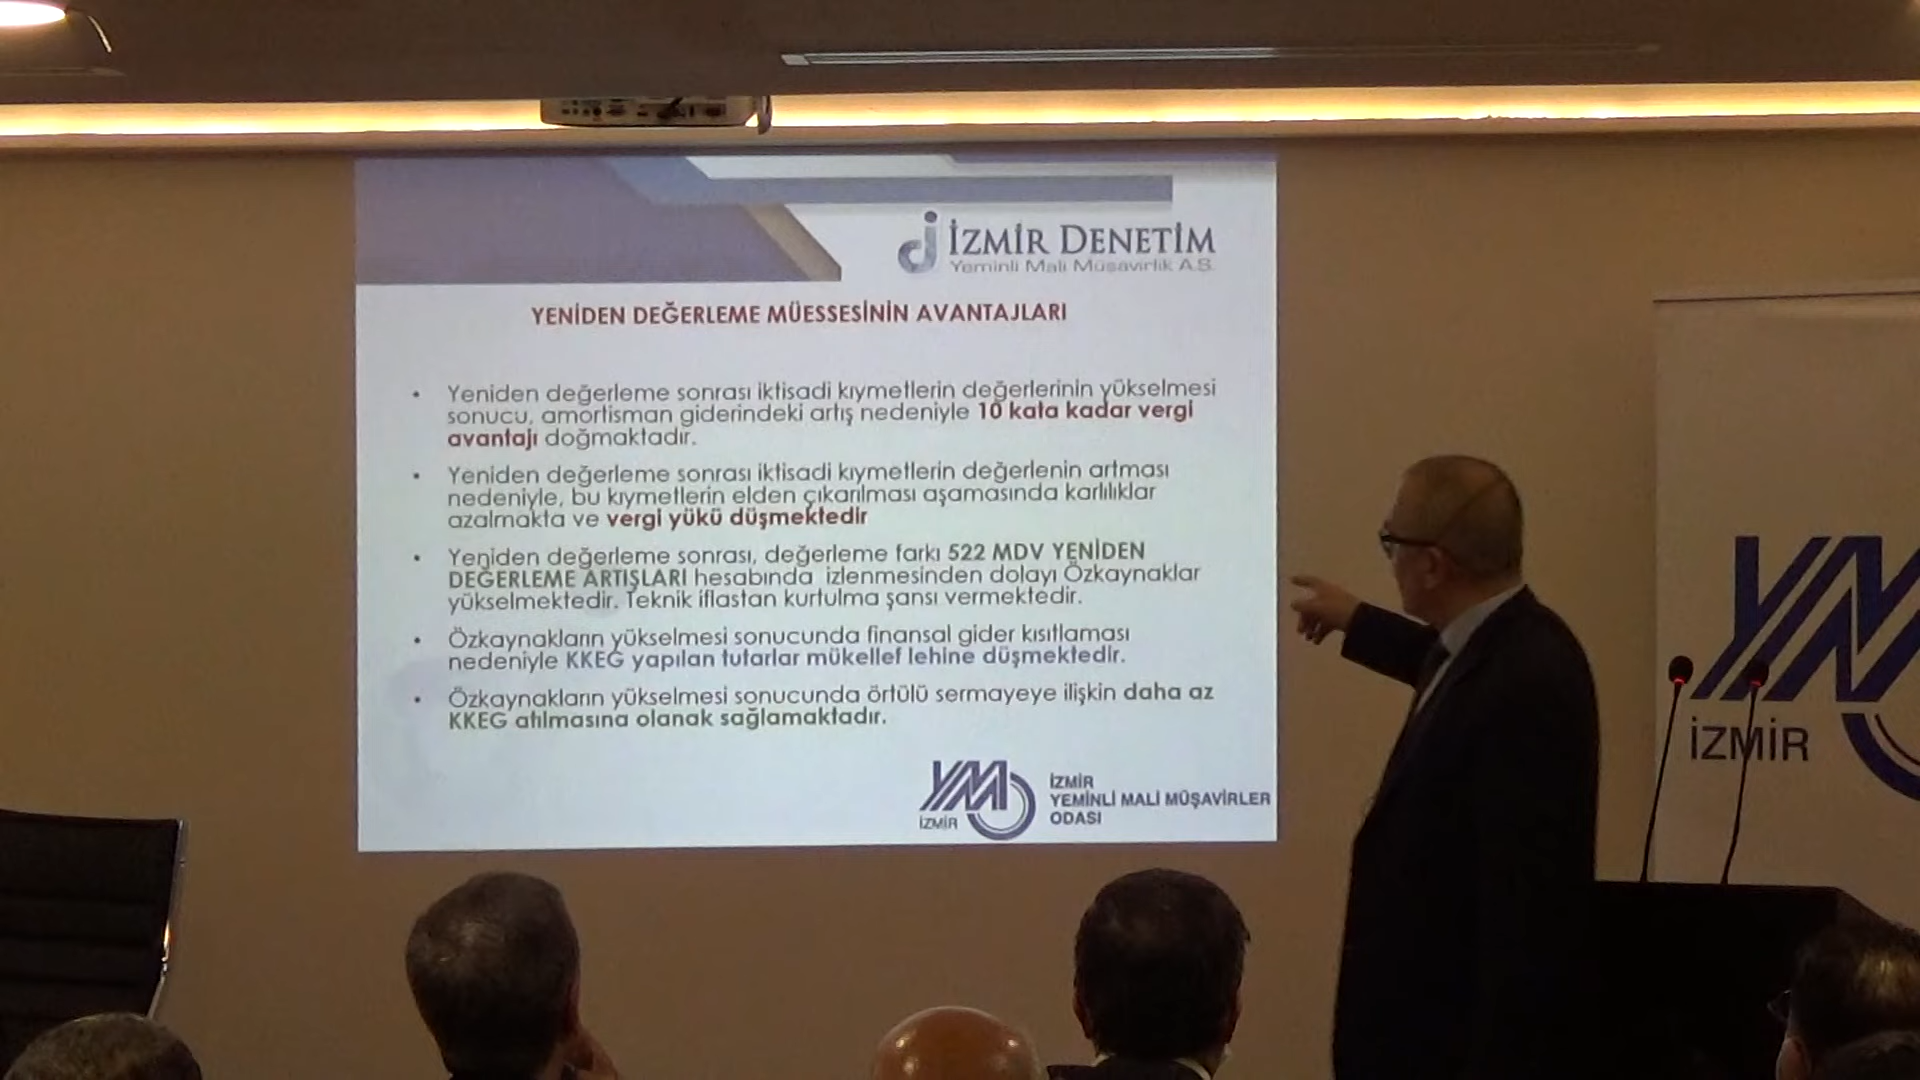 İZMİR DENETİM
Yeminli Mali Müşavirlik A.Ş.
YENİDEN DEĞERLEME MÜESSESİNİN AVANTAJLARI
• Yeniden değerleme sonrası iktisadi kıymetlerin değerlerinin yükselmesi
sonucu, amortisman giderindeki artış nedeniyle 10 kata kadar vergi
avantajı doğmaktadır.
• Yeniden değerleme sonrası iktisadi kıymetlerin değerlenin artması
nedeniyle, bu kıymetlerin elden çıkarılması aşamasında karlılıklar
azalmakta ve vergi yükü düşmektedir
• Yeniden değerleme sonrası, değerleme farkı 522 MDV YENİDEN
DEĞERLEME ARTIŞLARI hesabında izlenmesinden dolayı Özkaynaklar
yükselmektedir. Teknik iflastan kurtulma şansı vermektedir.
• Özkaynakların yükselmesi sonucunda finansal gider kısıtlaması
nedeniyle KKEG yapılan tutarlar mükellef lehine düşmektedir.
• Özkaynakların yükselmesi sonucunda örtülü sermayeye ilişkin daha az
KKEG atılmasına olanak sağlamaktadır.
YMM
İZMİR
İZMİR
YEMİNLİ MALİ MÜŞAVİRLER
ODASI
İZMİR